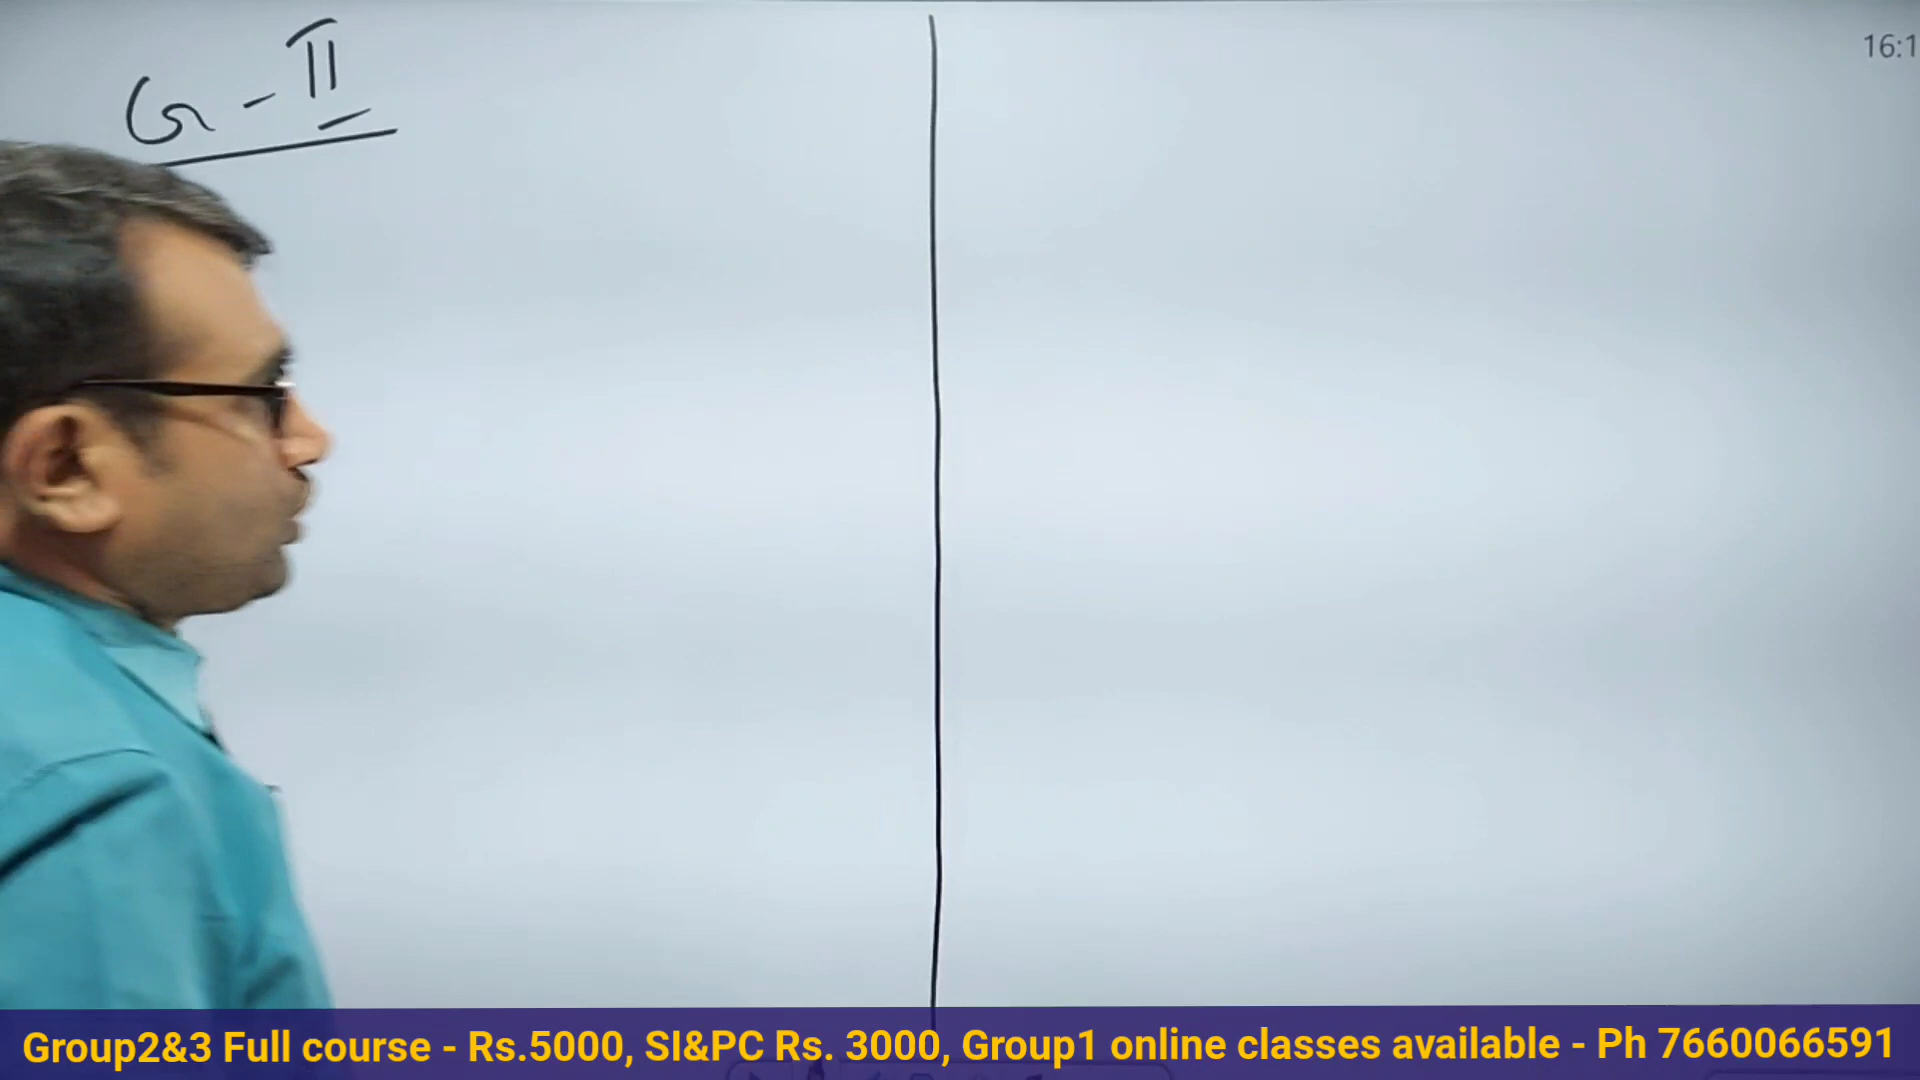 G - II
16:1
Group2&3 Full course - Rs.5000, SI&PC Rs. 3000, Group1 online classes available - Ph 7660066591